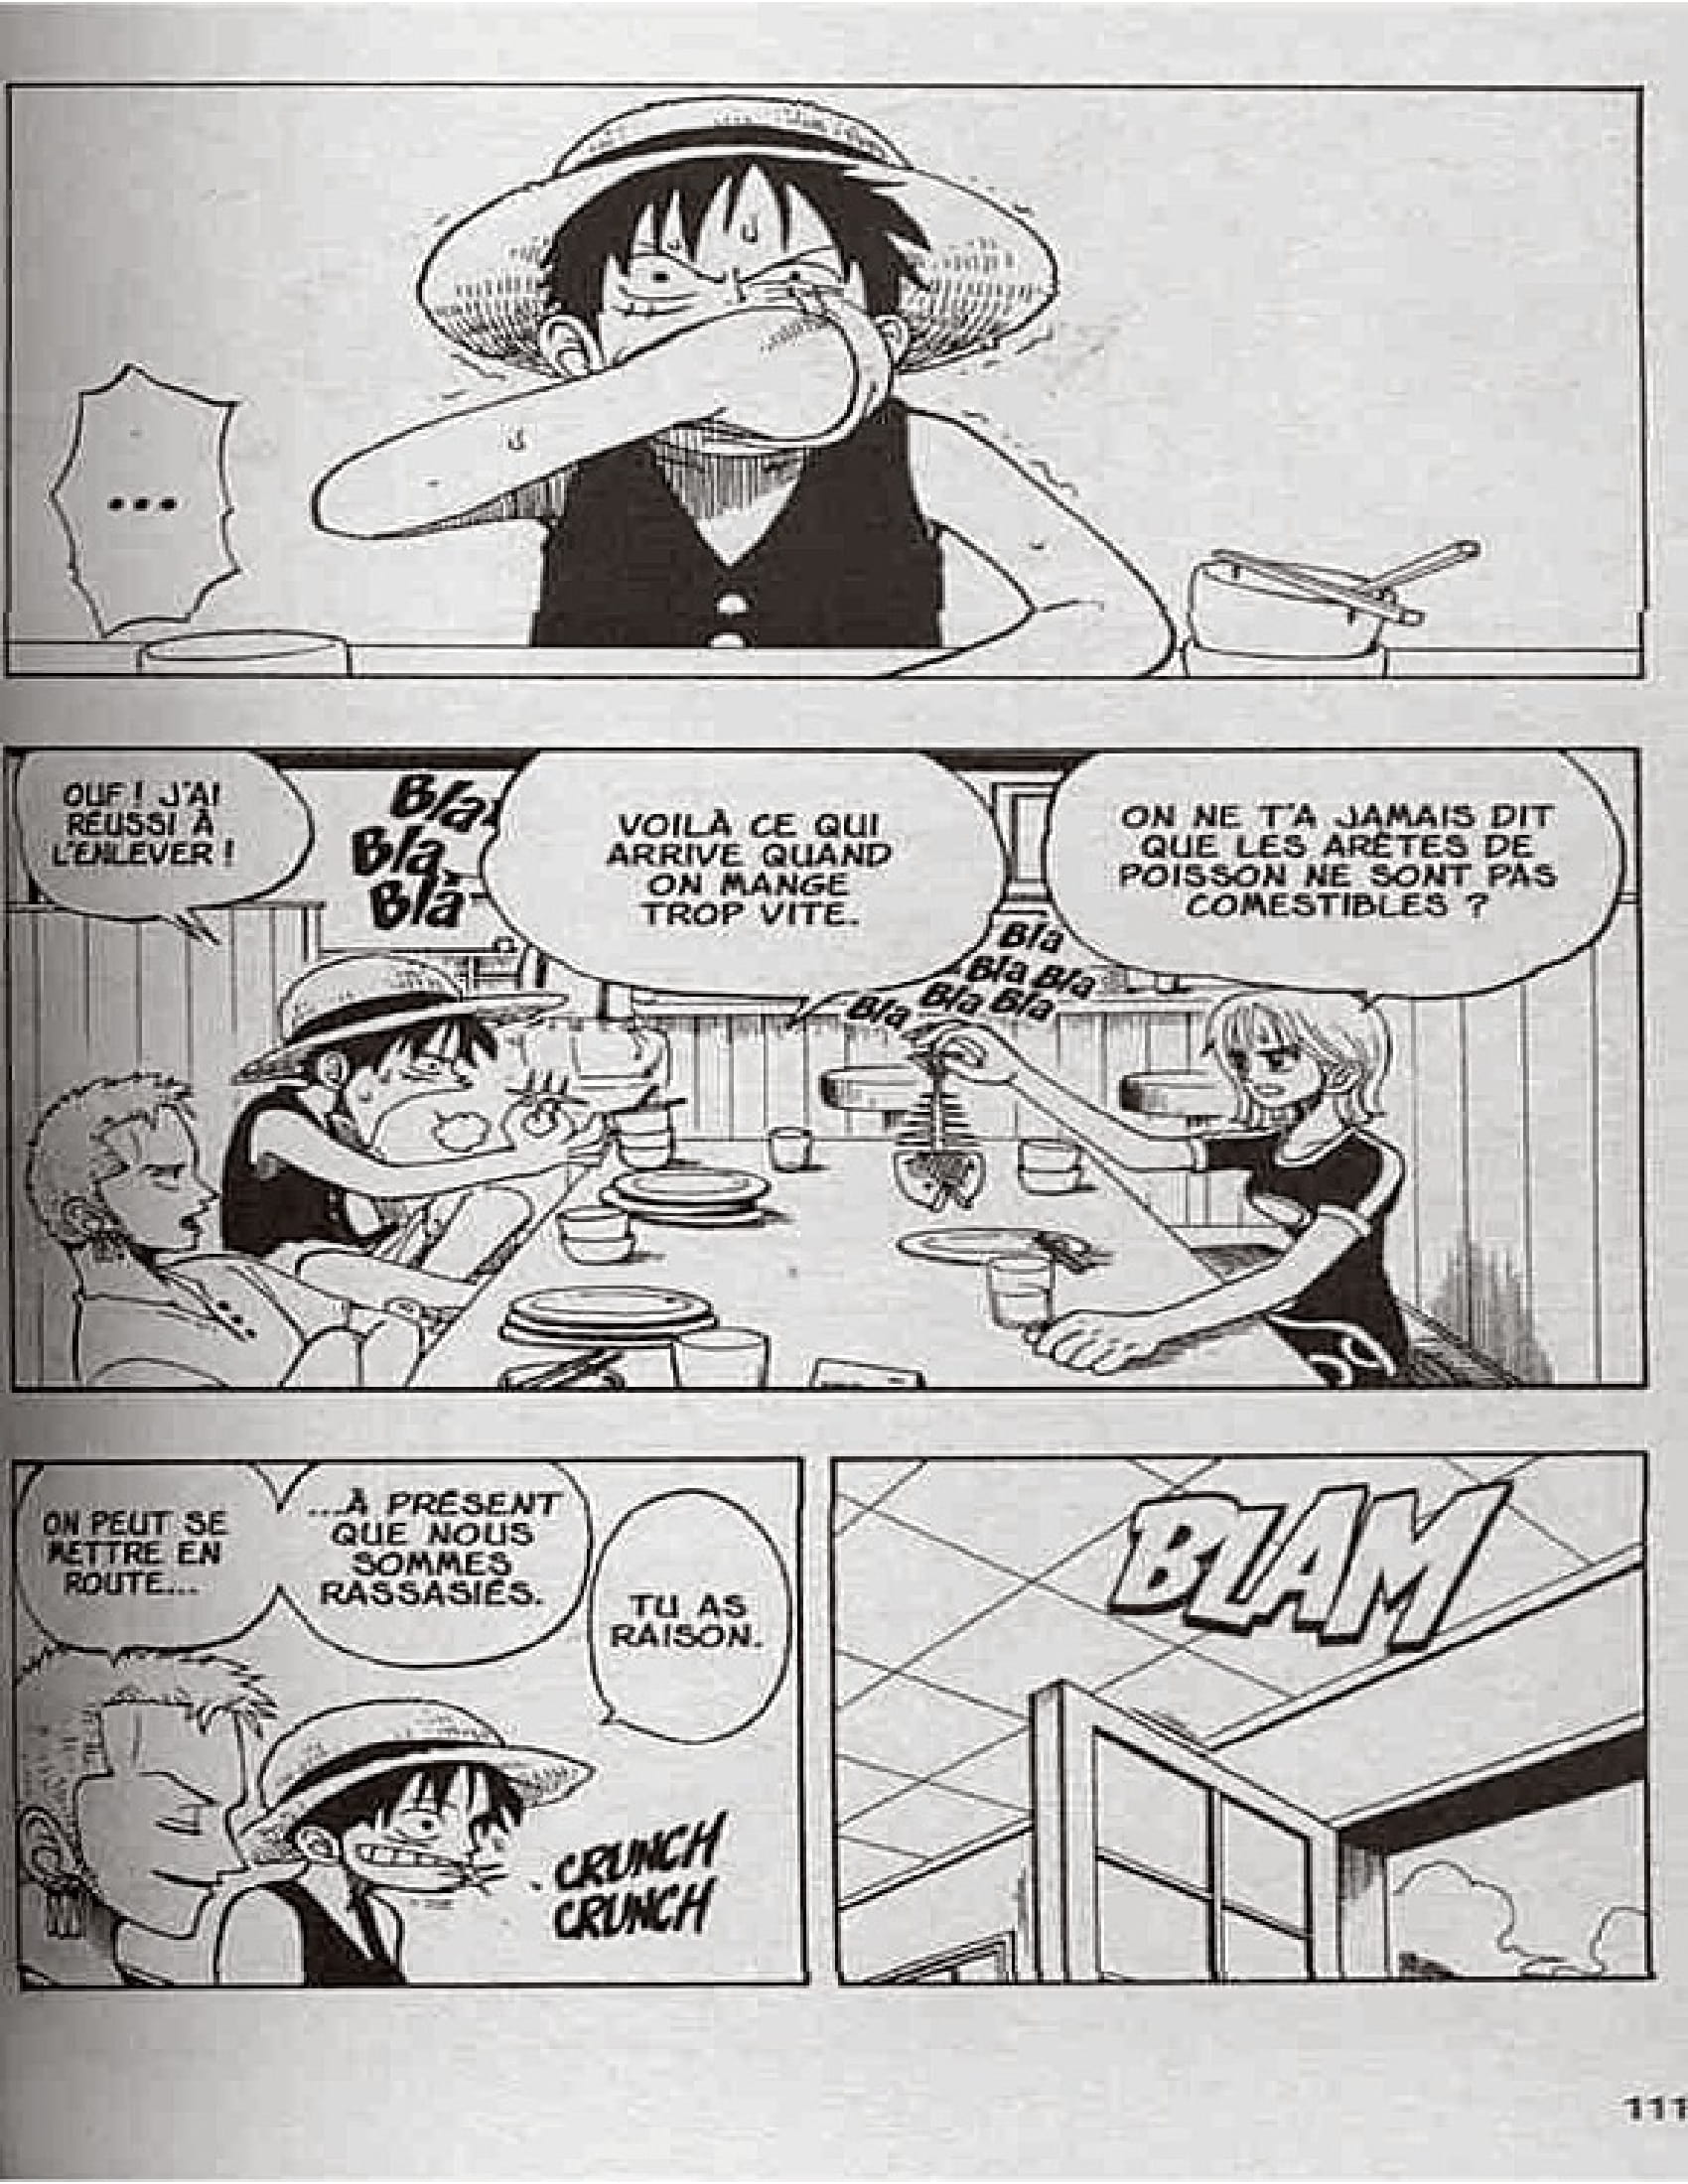 ...
ON NE T'A JAMAIS DIT
QUE LES ARÊTES DE
POISSON NE SONT PAS
COMESTIBLES ?
VOILÀ CE QUI
ARRIVE QUAND
ON MANGE
TROP VITE.
Bla
Bla Bla
Bla Bla
Bla
Bla
Bla
Bla
OUF ! J'AI
RÉUSSI À
L'ENLEVER !
BLAM
TU AS
RAISON.
...À PRÉSENT
QUE NOUS
SOMMES
RASSASIÉS.
ON PEUT SE
METTRE EN
ROUTE...
CRUNCH
CRUNCH
111